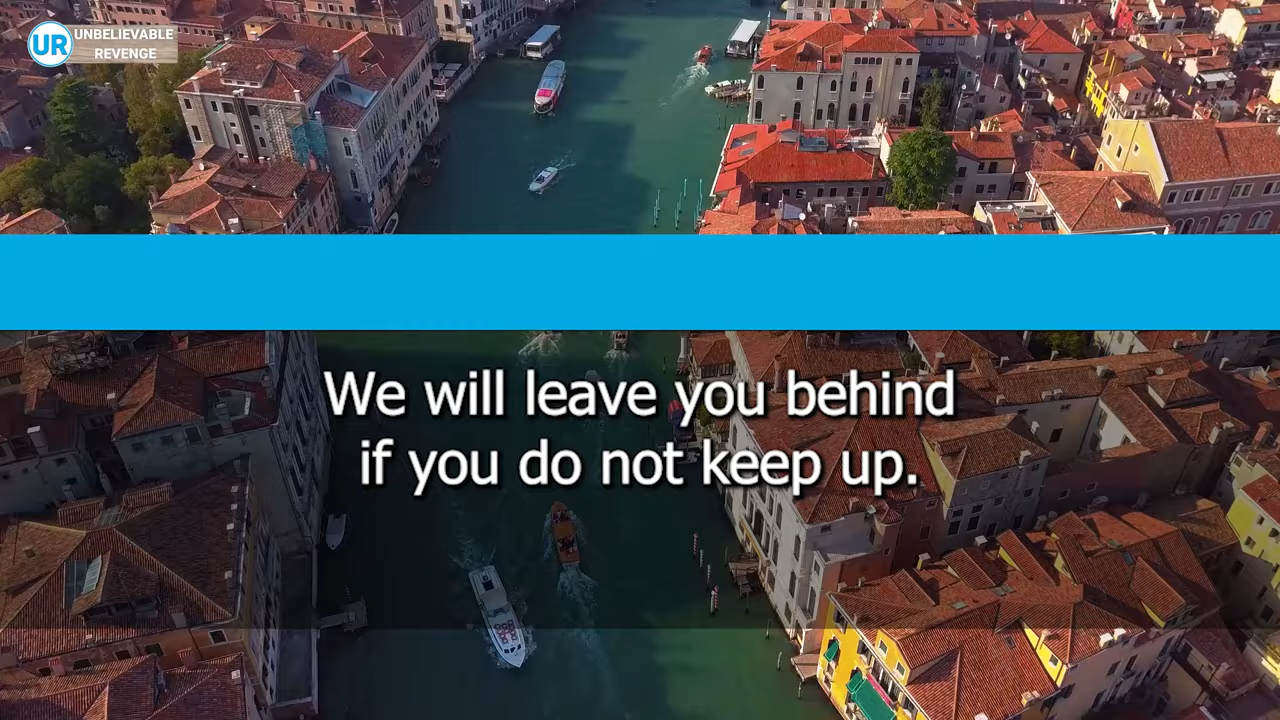 UR
UNBELIEVABLE
REVENGE
We will leave you behind
if you do not keep up.